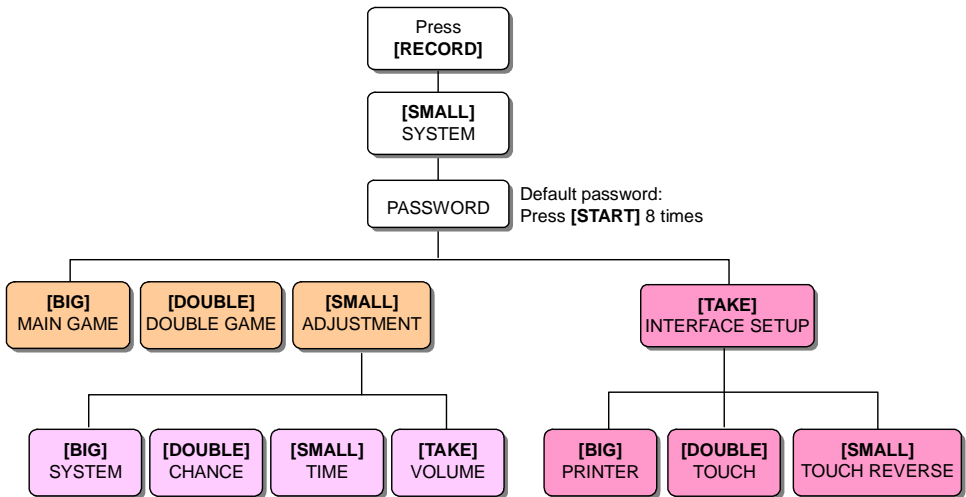 Press
[RECORD]
[SMALL]
SYSTEM
PASSWORD
Default password:
Press [START] 8 times
[BIG]
MAIN GAME
[DOUBLE]
DOUBLE GAME
[SMALL]
ADJUSTMENT
[TAKE]
INTERFACE SETUP
[BIG]
SYSTEM
[DOUBLE]
CHANCE
[SMALL]
TIME
[TAKE]
VOLUME
[BIG]
PRINTER
[DOUBLE]
TOUCH
[SMALL]
TOUCH REVERSE